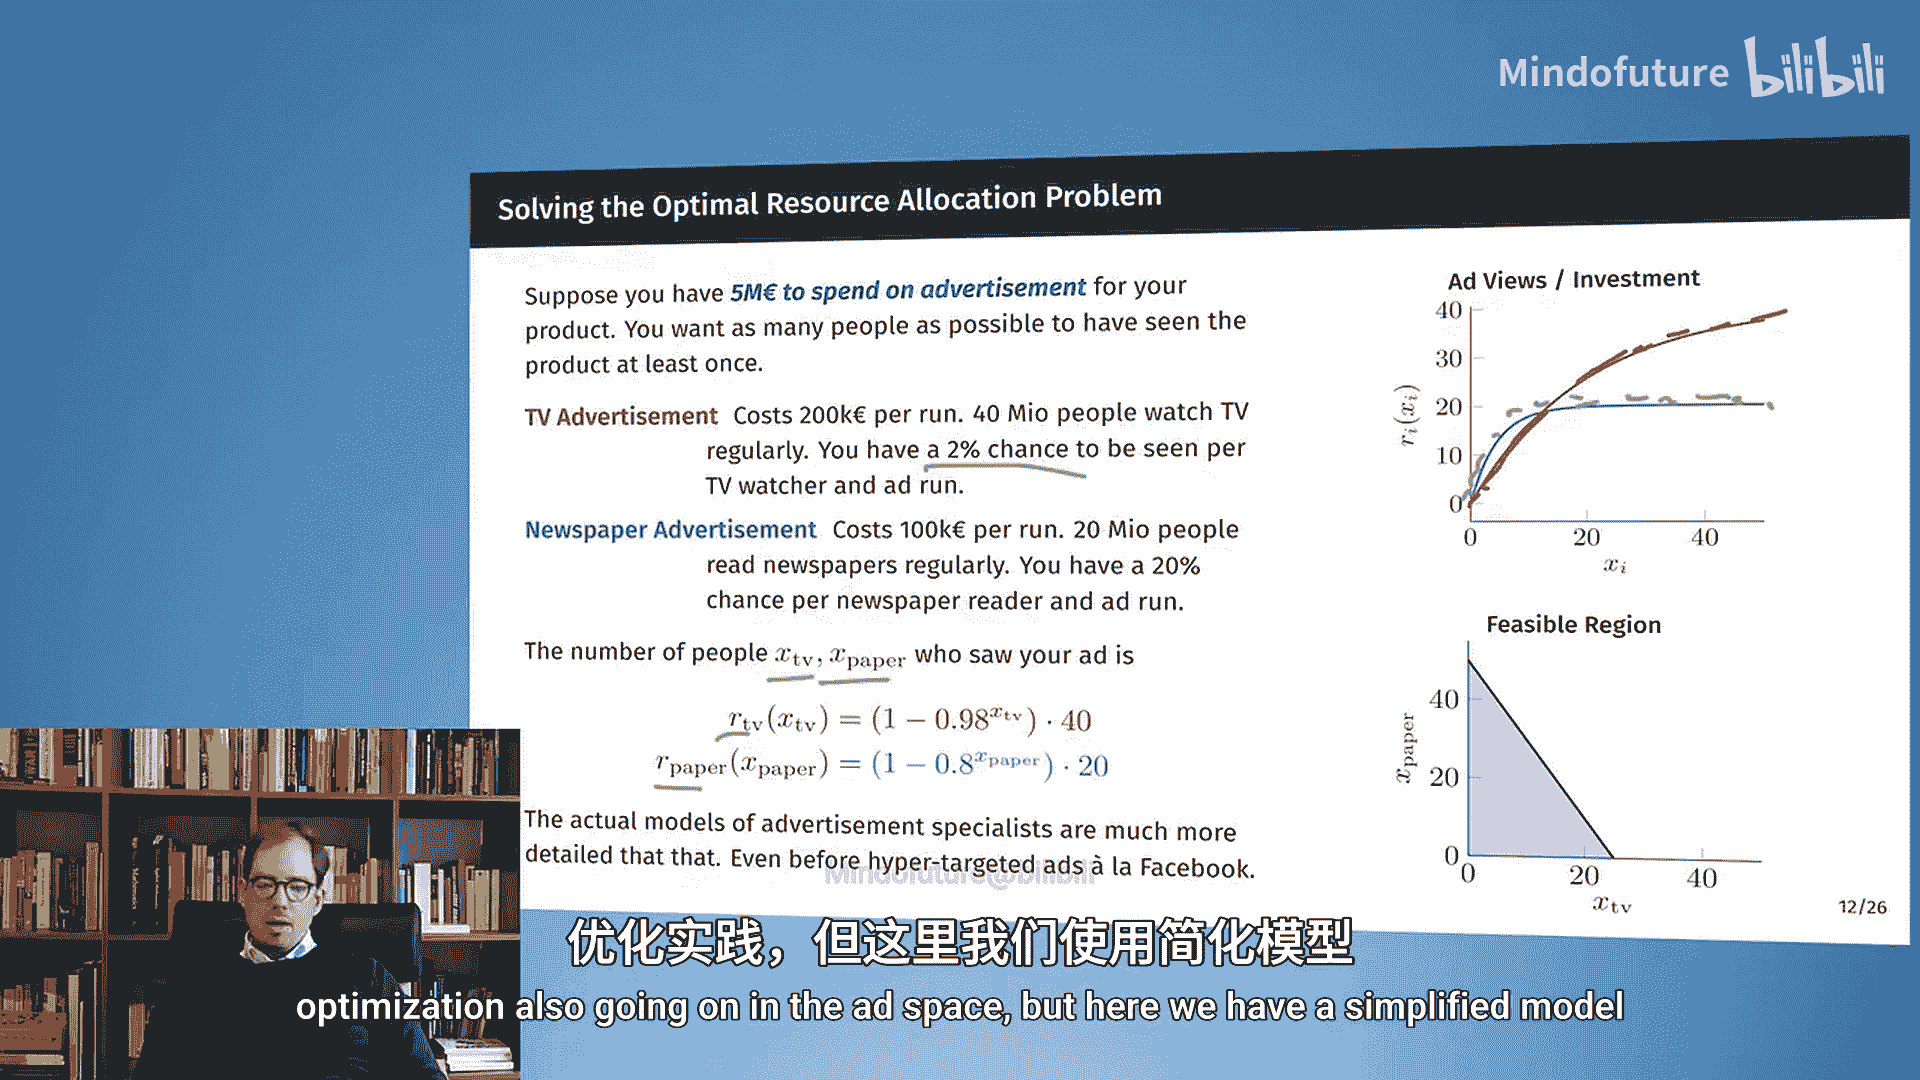 Mindofuture bilibili
Solving the Optimal Resource Allocation Problem
Suppose you have 5M€ to spend on advertisement for your
product. You want as many people as possible to have seen the
product at least once.
TV Advertisement Costs 200k€ per run. 40 Mio people watch TV
regularly. You have a 2% chance to be seen per
TV watcher and ad run.
Newspaper Advertisement Costs 100k€ per run. 20 Mio people
read newspapers regularly. You have a 20%
chance per newspaper reader and ad run.
The number of people x_tv, x_paper who saw your ad is
r_tv(x_tv) = (1 − 0.98^{x_tv}) · 40
r_paper(x_paper) = (1 − 0.8^{x_paper}) · 20
The actual models of advertisement specialists are much more
detailed that that. Even before hyper-targeted ads à la Facebook.
Mindofuture@bilibili
Ad Views / Investment
40
30
20
10
0
r_i(x_i)
0 20 40
x_i
Feasible Region
40
20
0
x_paper
0 20 40
x_tv
12/26
优化实践，但这里我们使用简化模型
optimization also going on in the ad space, but here we have a simplified model